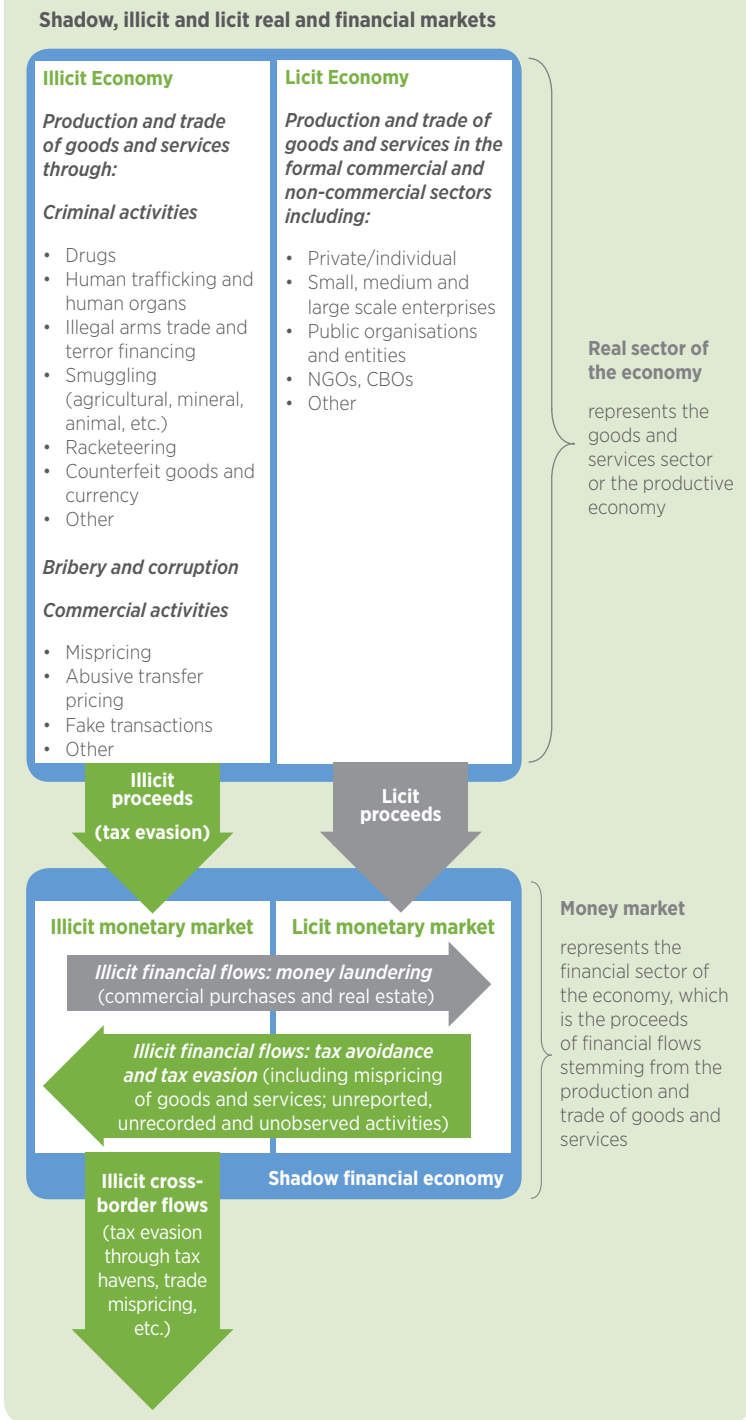 Shadow, illicit and licit real and financial markets
Illicit Economy
Production and trade
of goods and services
through:
Criminal activities
• Drugs
• Human trafficking and
human organs
• Illegal arms trade and
terror financing
• Smuggling
(agricultural, mineral,
animal, etc.)
• Racketeering
• Counterfeit goods and
currency
• Other
Bribery and corruption
Commercial activities
• Mispricing
• Abusive transfer
pricing
• Fake transactions
• Other
Licit Economy
Production and trade of
goods and services in the
formal commercial and
non-commercial sectors
including:
• Private/individual
• Small, medium and
large scale enterprises
• Public organisations
and entities
• NGOs, CBOs
• Other
Real sector of
the economy
represents the
goods and
services sector
or the productive
economy
Illicit
proceeds
(tax evasion)
Licit
proceeds
Illicit monetary market
Licit monetary market
Illicit financial flows: money laundering
(commercial purchases and real estate)
Illicit financial flows: tax avoidance
and tax evasion (including mispricing
of goods and services; unreported,
unrecorded and unobserved activities)
Shadow financial economy
Money market
represents the
financial sector of
the economy, which
is the proceeds
of financial flows
stemming from the
production and
trade of goods and
services
Illicit cross-
border flows
(tax evasion
through tax
havens, trade
mispricing,
etc.)